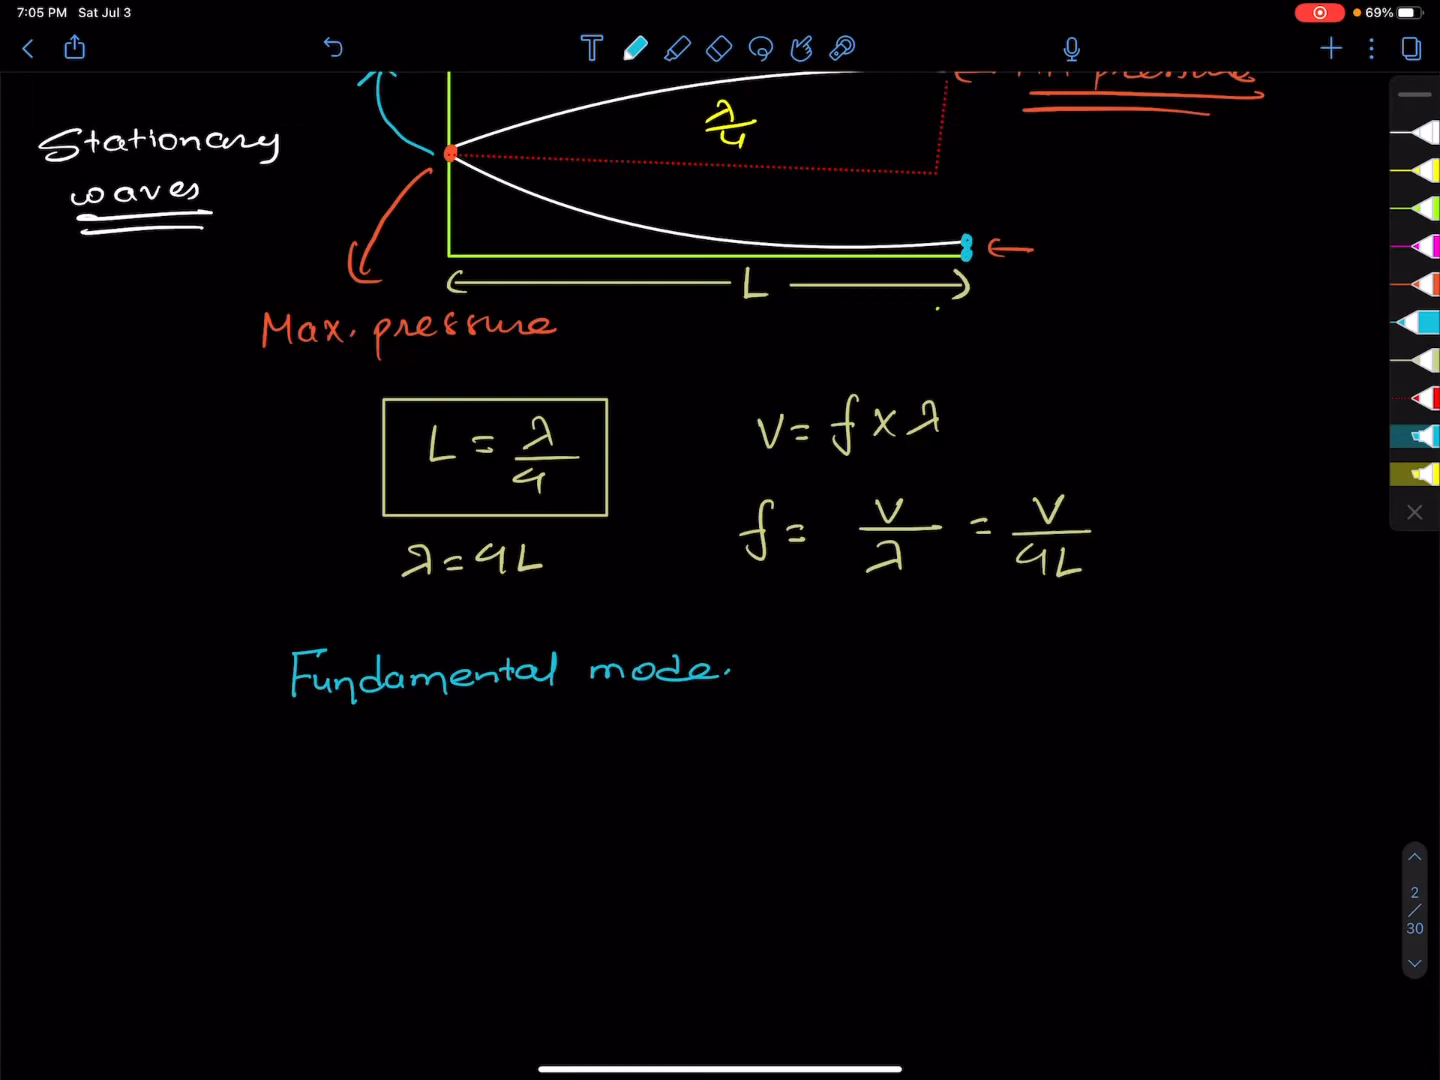 7:05 PM Sat Jul 3
69%
pressure
λ/4
Stationary
waves
L
Max. pressure
L = λ/4
V = f × λ
λ = 4L
f = V/λ = V/4L
Fundamental mode.
2
/
30